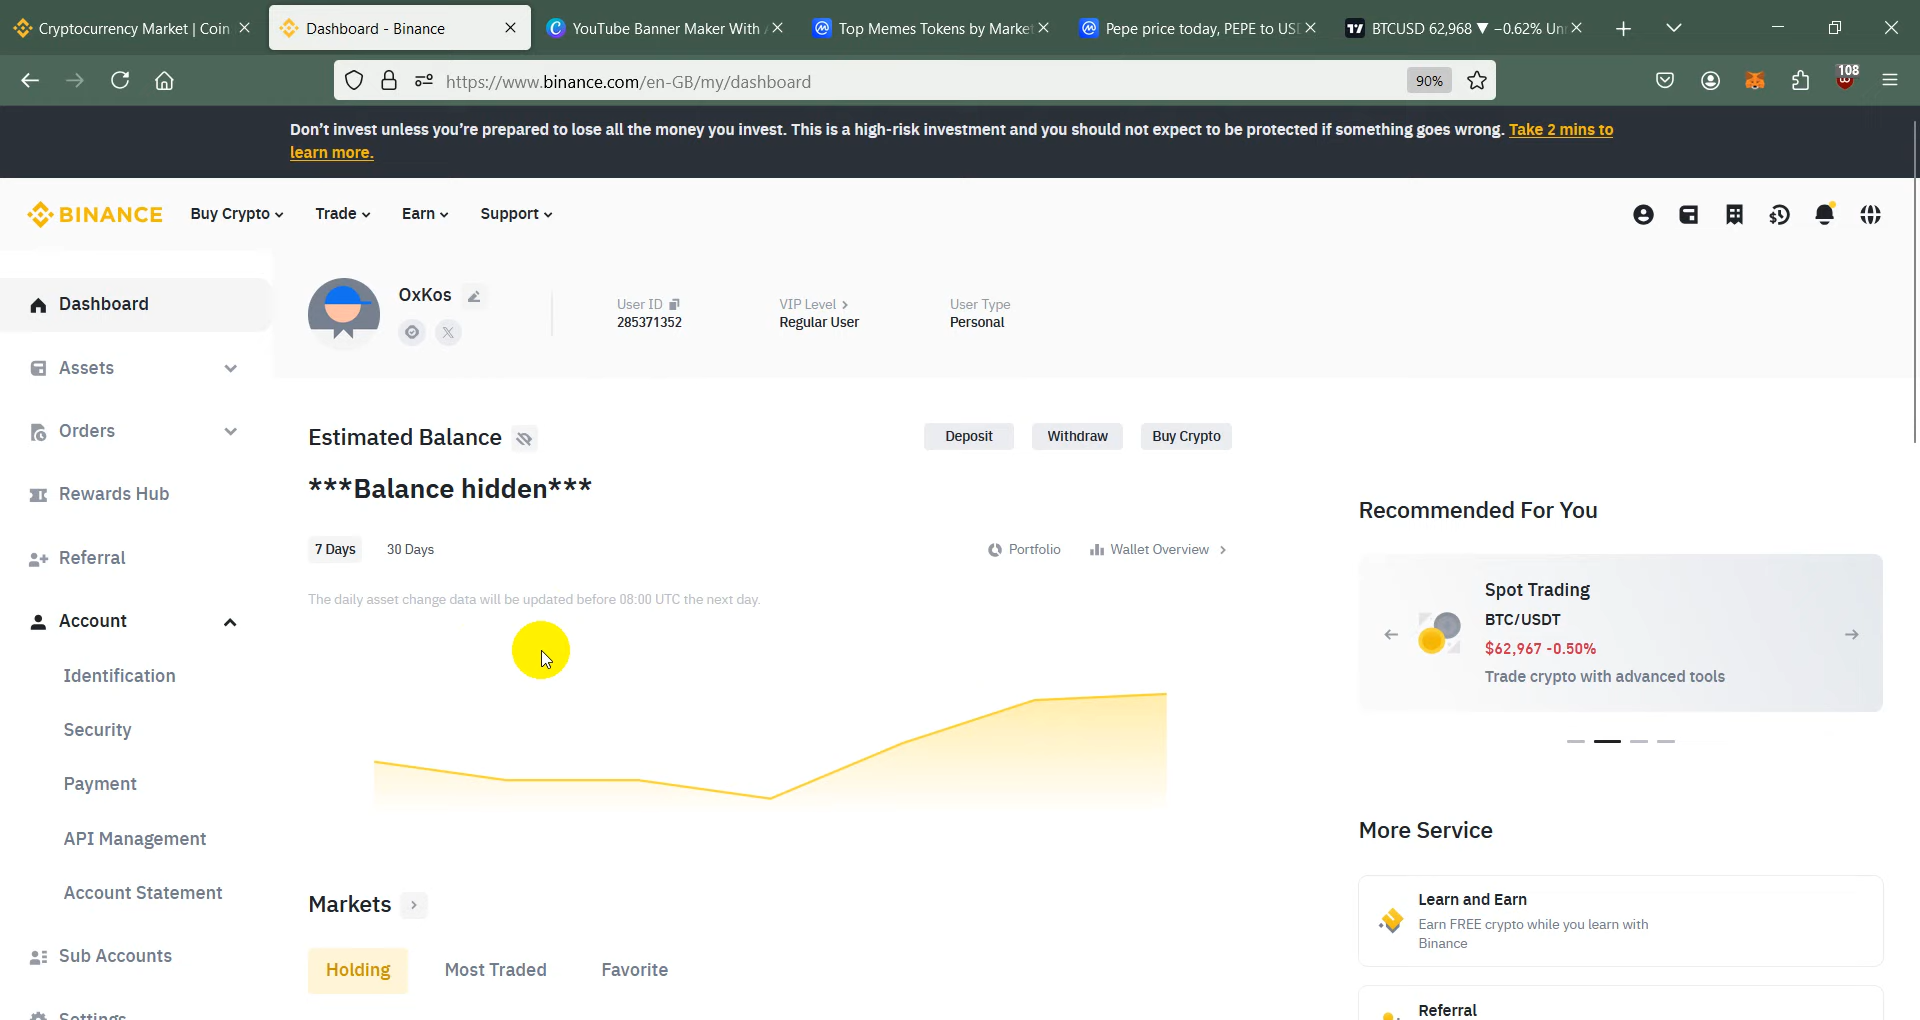 Cryptocurrency Market | Coin
Dashboard - Binance
YouTube Banner Maker With
Top Memes Tokens by Marke
Pepe price today, PEPE to US
BTCUSD 62,968 ▼ −0.62% Un
https://www.binance.com/en-GB/my/dashboard
90%
108
Don't invest unless you're prepared to lose all the money you invest. This is a high-risk investment and you should not expect to be protected if something goes wrong. Take 2 mins to
learn more.
BINANCE
Buy Crypto
Trade
Earn
Support
Dashboard
Assets
Orders
Rewards Hub
Referral
Account
Identification
Security
Payment
API Management
Account Statement
Sub Accounts
Settings
OxKos
User ID
285371352
VIP Level
Regular User
User Type
Personal
Estimated Balance
Deposit
Withdraw
Buy Crypto
***Balance hidden***
7 Days
30 Days
Portfolio
Wallet Overview
The daily asset change data will be updated before 08:00 UTC the next day.
Markets
Holding
Most Traded
Favorite
Recommended For You
Spot Trading
BTC/USDT
$62,967 -0.50%
Trade crypto with advanced tools
More Service
Learn and Earn
Earn FREE crypto while you learn with
Binance
Referral